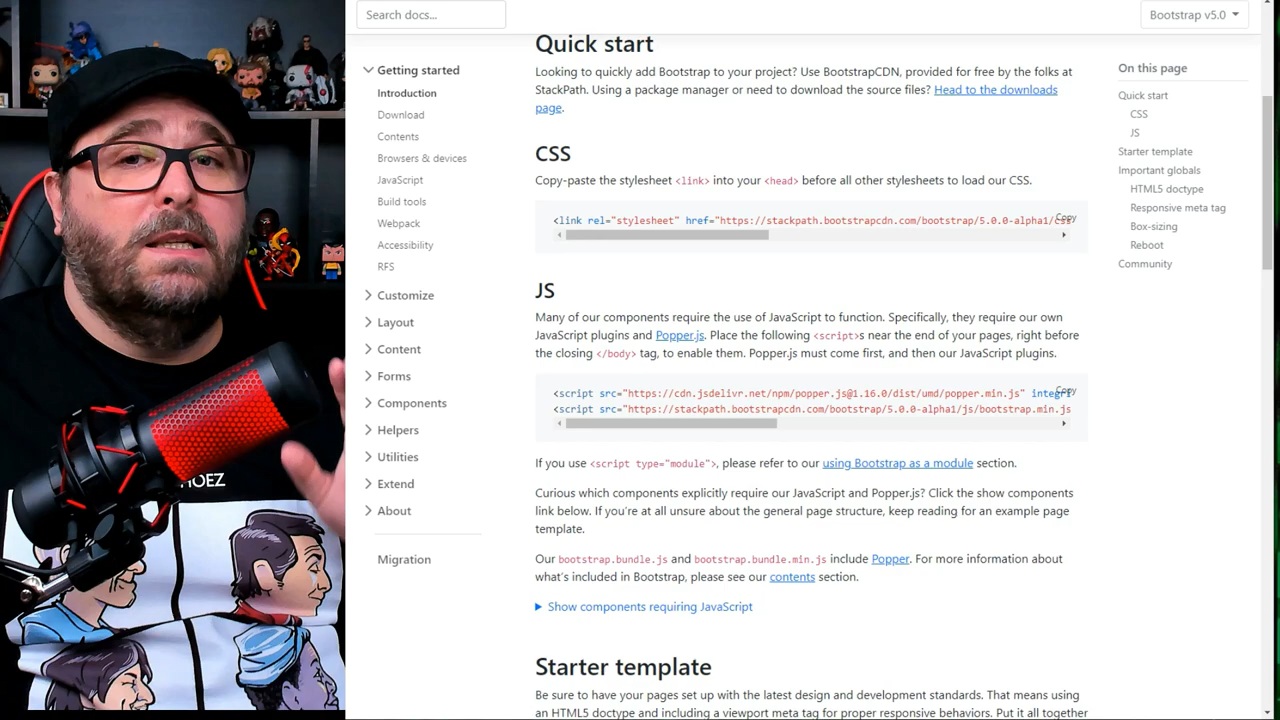 Search docs...
Bootstrap v5.0
Getting started
Introduction
Download
Contents
Browsers & devices
JavaScript
Build tools
Webpack
Accessibility
RFS
Customize
Layout
Content
Forms
Components
Helpers
Utilities
Extend
About
Migration
Quick start
Looking to quickly add Bootstrap to your project? Use BootstrapCDN, provided for free by the folks at
StackPath. Using a package manager or need to download the source files? Head to the downloads
page.
CSS
Copy-paste the stylesheet <link> into your <head> before all other stylesheets to load our CSS.
Copy
<link rel="stylesheet" href="https://stackpath.bootstrapcdn.com/bootstrap/5.0.0-alpha1/css
JS
Many of our components require the use of JavaScript to function. Specifically, they require our own
JavaScript plugins and Popper.js. Place the following <script>s near the end of your pages, right before
the closing </body> tag, to enable them. Popper.js must come first, and then our JavaScript plugins.
Copy
<script src="https://cdn.jsdelivr.net/npm/popper.js@1.16.0/dist/umd/popper.min.js" integri
<script src="https://stackpath.bootstrapcdn.com/bootstrap/5.0.0-alpha1/js/bootstrap.min.js
If you use <script type="module">, please refer to our using Bootstrap as a module section.
Curious which components explicitly require our JavaScript and Popper.js? Click the show components
link below. If you're at all unsure about the general page structure, keep reading for an example page
template.
Our bootstrap.bundle.js and bootstrap.bundle.min.js include Popper. For more information about
what's included in Bootstrap, please see our contents section.
Show components requiring JavaScript
Starter template
Be sure to have your pages set up with the latest design and development standards. That means using
an HTML5 doctype and including a viewport meta tag for proper responsive behaviors. Put it all together
On this page
Quick start
CSS
JS
Starter template
Important globals
HTML5 doctype
Responsive meta tag
Box-sizing
Reboot
Community